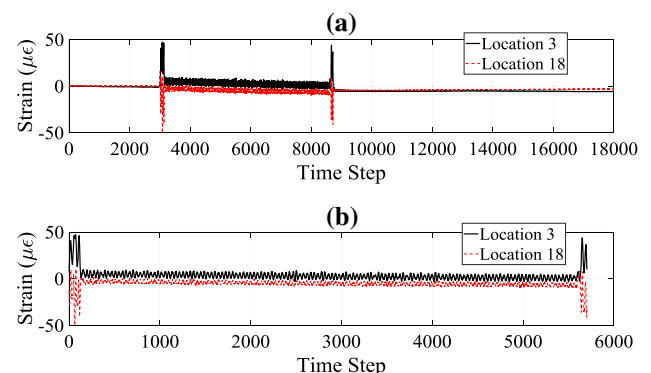 (a)
Strain (με)
50
0
-50
Location 3
Location 18
0 2000 4000 6000 8000 10000 12000 14000 16000 18000
Time Step
(b)
Strain (με)
50
0
-50
Location 3
Location 18
0 1000 2000 3000 4000 5000 6000
Time Step